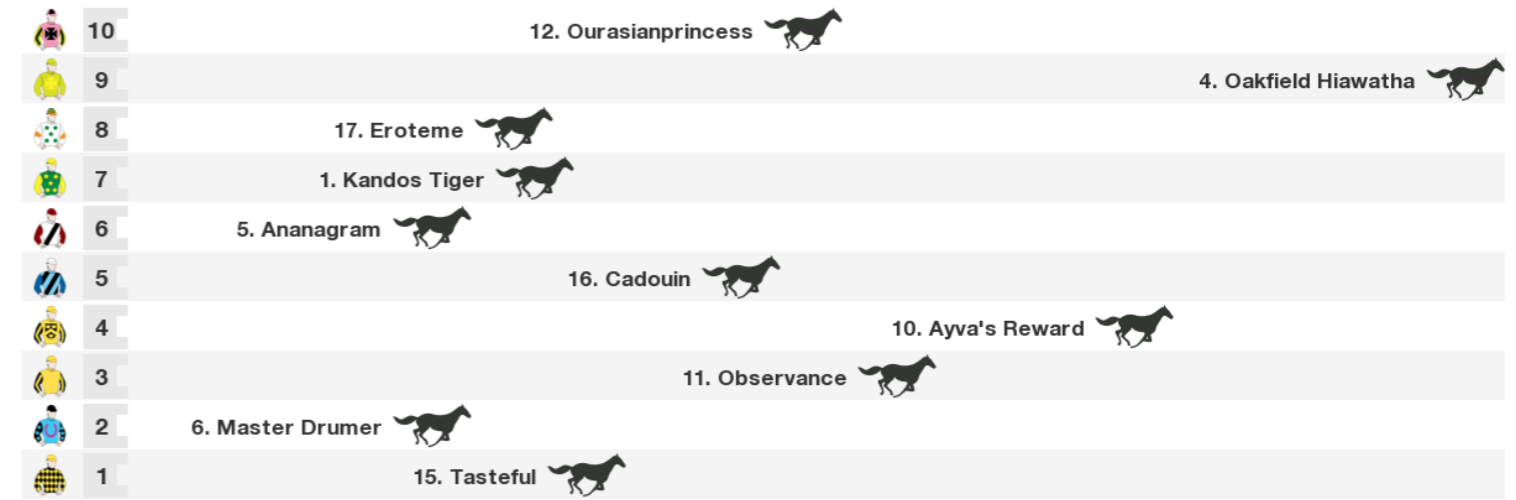 10 12. Ourasianprincess
9 4. Oakfield Hiawatha
8 17. Eroteme
7 1. Kandos Tiger
6 5. Ananagram
5 16. Cadouin
4 10. Ayva's Reward
3 11. Observance
2 6. Master Drumer
1 15. Tasteful